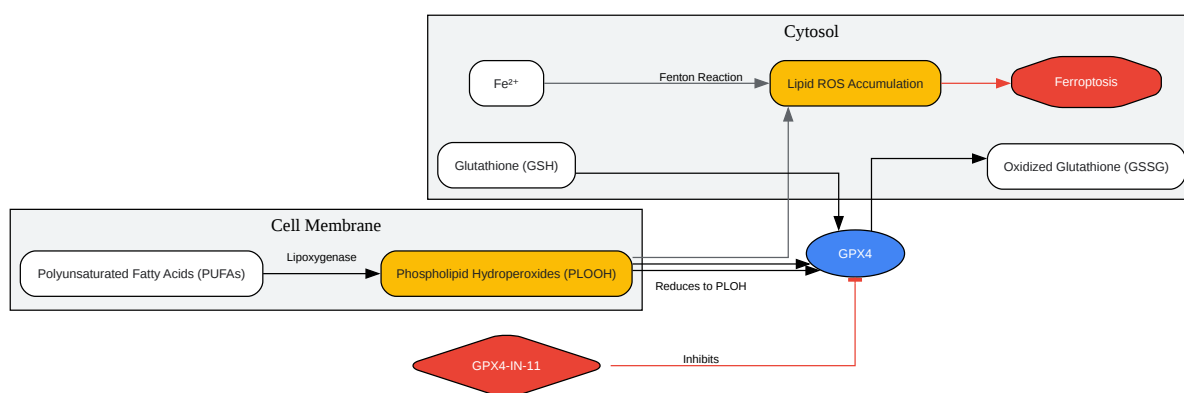 Cytosol
Fe²⁺
Fenton Reaction
Lipid ROS Accumulation
Ferroptosis
Glutathione (GSH)
Oxidized Glutathione (GSSG)
Cell Membrane
Polyunsaturated Fatty Acids (PUFAs)
Lipoxygenase
Phospholipid Hydroperoxides (PLOOH)
Reduces to PLOH
GPX4
GPX4-IN-11
Inhibits